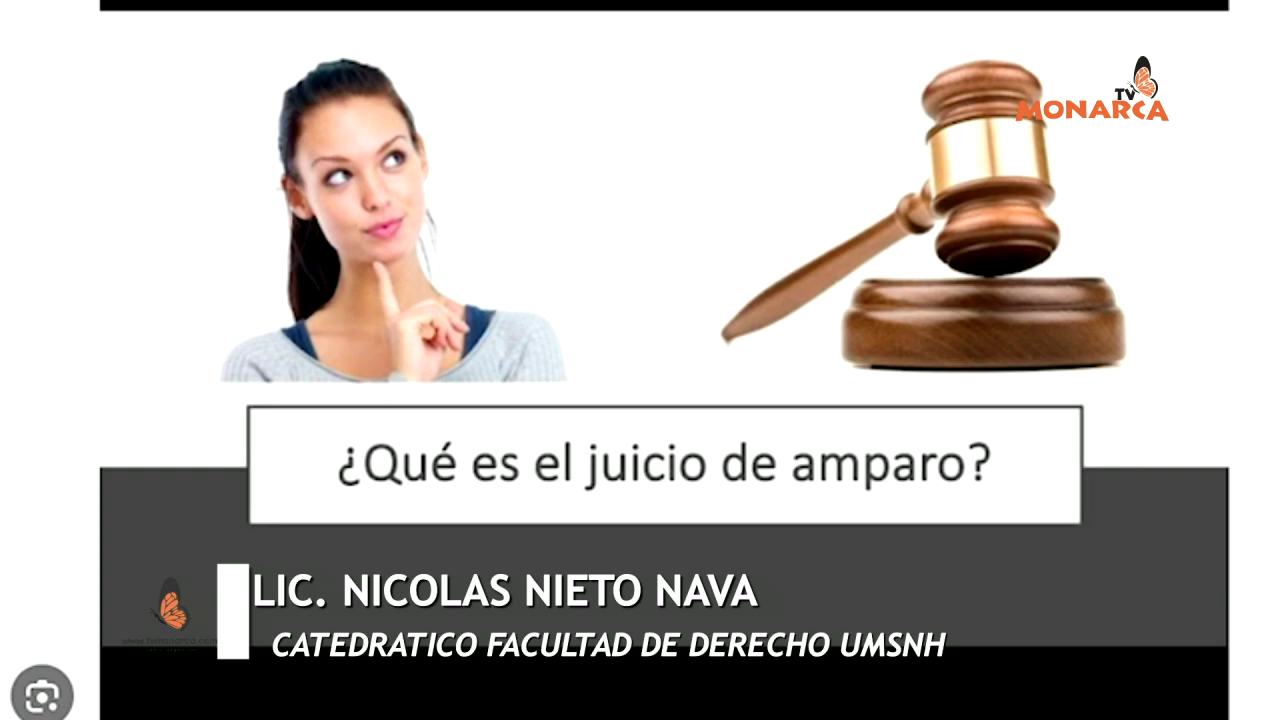 TV
MONARCA
¿Qué es el juicio de amparo?
LIC. NICOLAS NIETO NAVA
CATEDRATICO FACULTAD DE DERECHO UMSNH